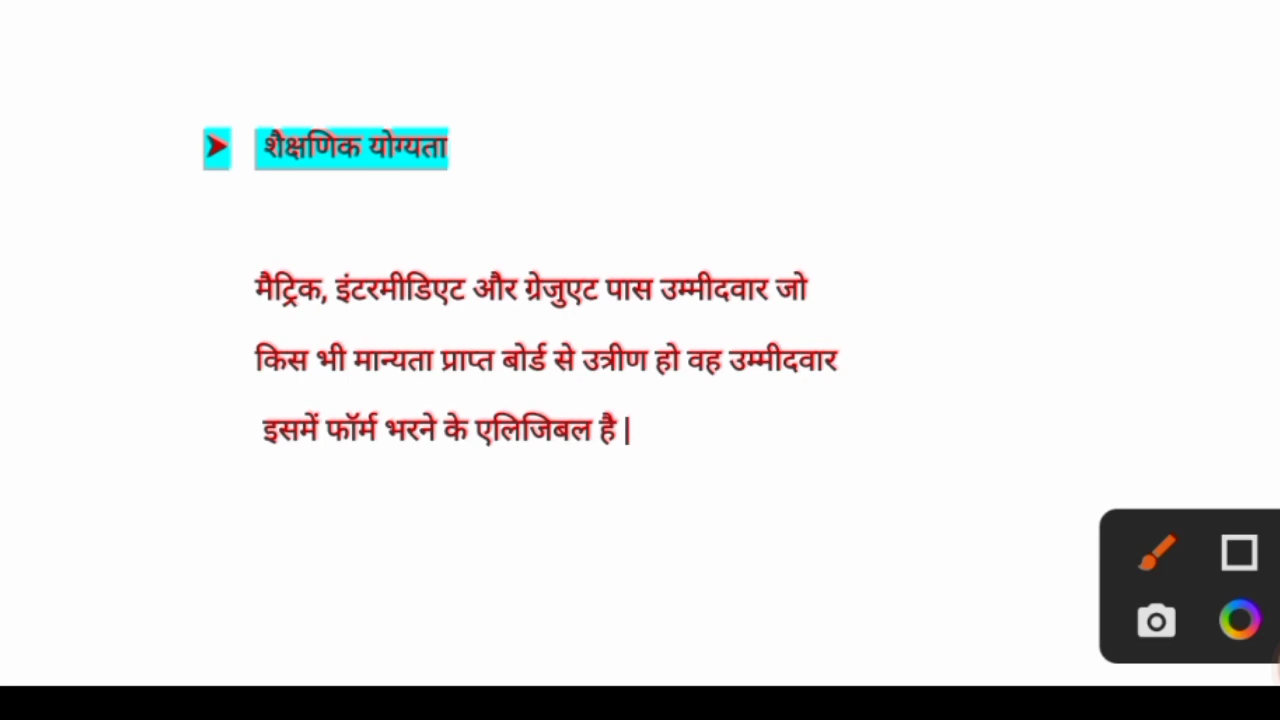 ➤ शैक्षणिक योग्यता
मैट्रिक, इंटरमीडिएट और ग्रेजुएट पास उम्मीदवार जो
किस भी मान्यता प्राप्त बोर्ड से उत्रीण हो वह उम्मीदवार
इसमें फॉर्म भरने के एलिजिबल है |